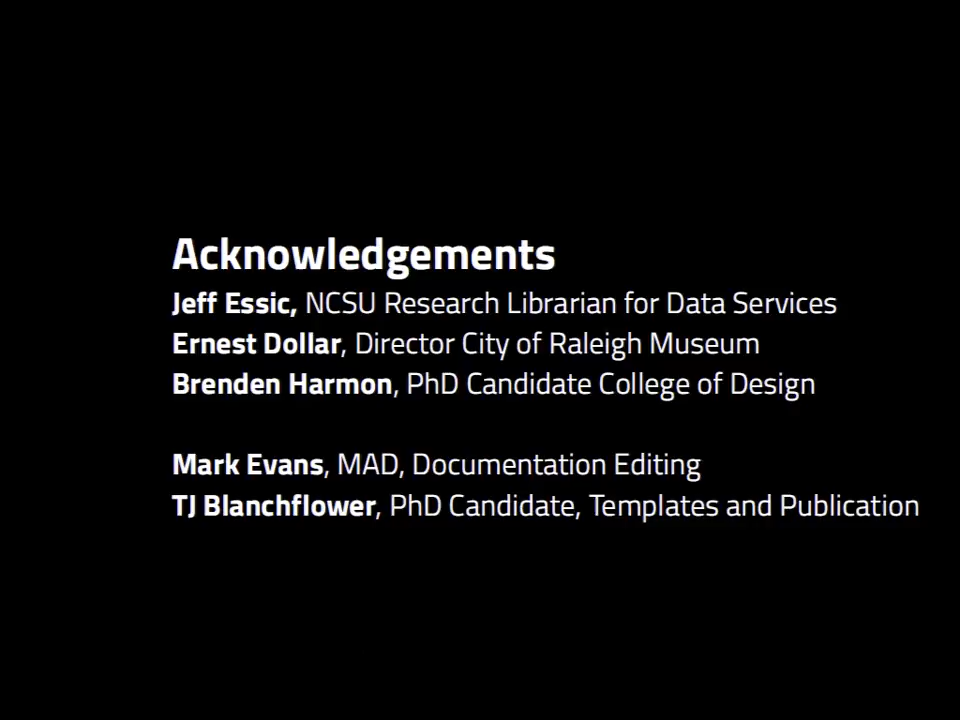 Acknowledgements
Jeff Essic, NCSU Research Librarian for Data Services
Ernest Dollar, Director City of Raleigh Museum
Brenden Harmon, PhD Candidate College of Design
Mark Evans, MAD, Documentation Editing
TJ Blanchflower, PhD Candidate, Templates and Publication